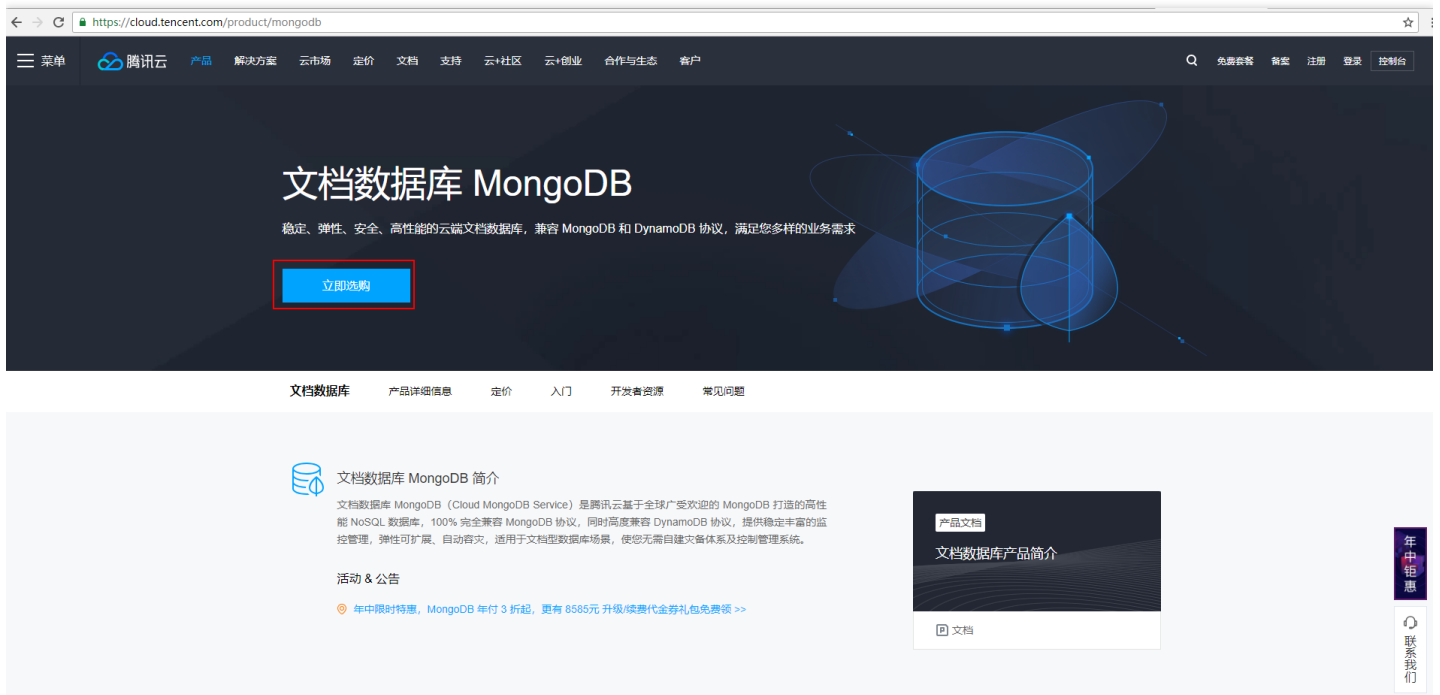 https://cloud.tencent.com/product/mongodb
菜单 腾讯云 产品 解决方案 云市场 定价 文档 支持 云+社区 云+创业 合作与生态 客户 免费套餐 备案 注册 登录 控制台
文档数据库 MongoDB
稳定、弹性、安全、高性能的云端文档数据库，兼容 MongoDB 和 DynamoDB 协议，满足您多样的业务需求
立即选购
文档数据库 产品详细信息 定价 入门 开发者资源 常见问题
文档数据库 MongoDB 简介
文档数据库 MongoDB（Cloud MongoDB Service）是腾讯云基于全球广受欢迎的 MongoDB 打造的高性
能 NoSQL 数据库，100% 完全兼容 MongoDB 协议，同时高度兼容 DynamoDB 协议，提供稳定丰富的监
控管理，弹性可扩展、自动容灾，适用于文档型数据库场景，使您无需自建灾备体系及控制管理系统。
活动 & 公告
年中限时特惠，MongoDB 年付 3 折起，更有 8585元 升级/续费代金券礼包免费领 >>
产品文档
文档数据库产品简介
文档
年中钜惠
联系我们